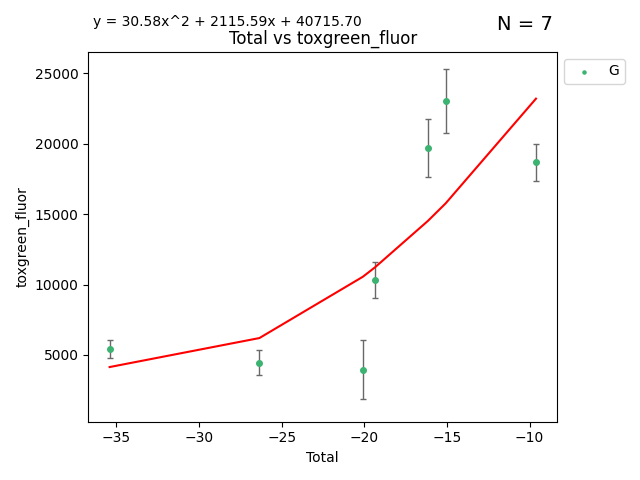 y = 30.58x^2 + 2115.59x + 40715.70
N = 7
Total vs toxgreen_fluor
G
25000
20000
15000
10000
5000
toxgreen_fluor
−35
−30
−25
−20
−15
−10
Total